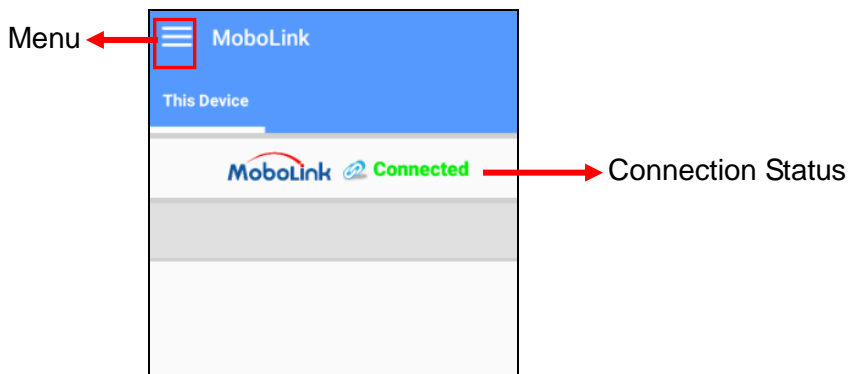 Menu
MoboLink
This Device
MoboLink Connected
Connection Status